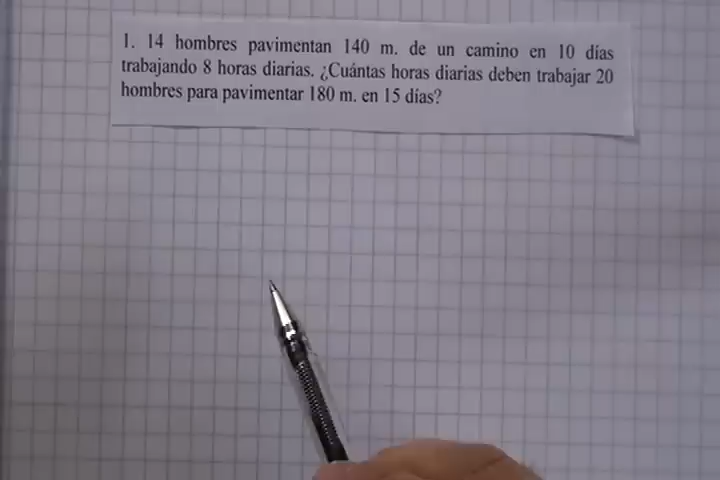 1. 14 hombres pavimentan 140 m. de un camino en 10 días
trabajando 8 horas diarias. ¿Cuántas horas diarias deben trabajar 20
hombres para pavimentar 180 m. en 15 días?